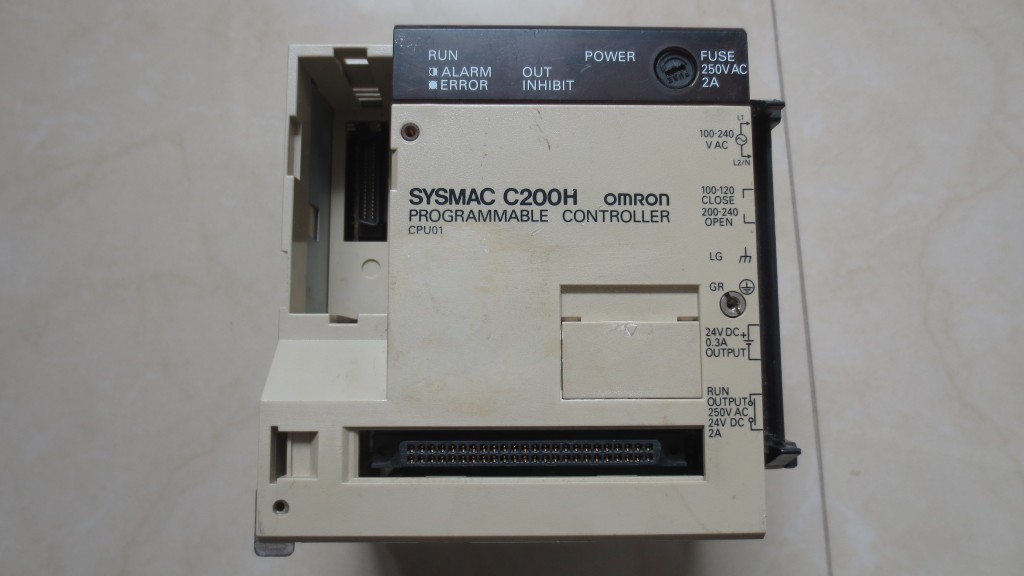 RUN
ALARM
ERROR
OUT
INHIBIT
POWER
FUSE
250V AC
2A
L1
100-240
V AC
L2/N
SYSMAC C200H OMRON
PROGRAMMABLE CONTROLLER
CPU01
100-120
CLOSE
200-240
OPEN
LG
GR
24V DC +
0.3A
OUTPUT
RUN
OUTPUT
250V AC
24V DC
2A